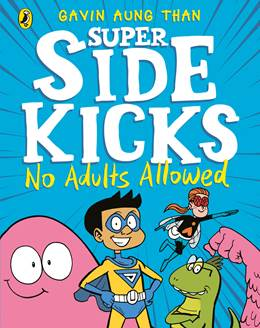 GAVIN AUNG THAN
SUPER
SIDE
KICKS
No Adults Allowed